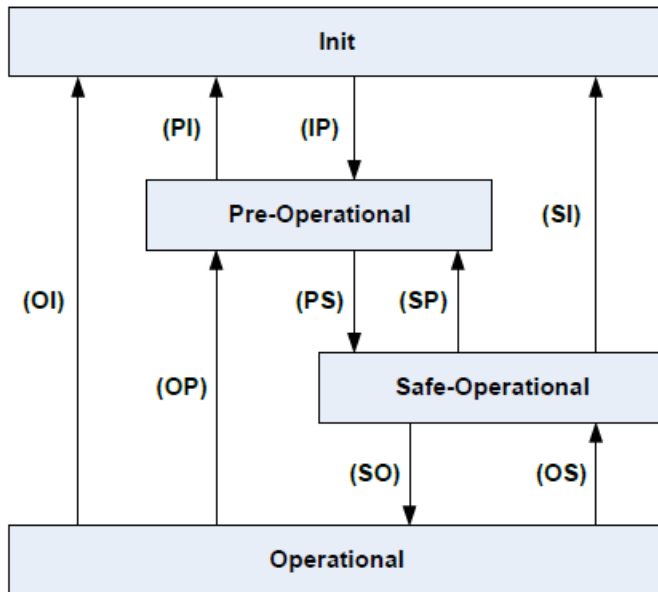 Init
(PI)
(IP)
Pre-Operational
(SI)
(OI)
(PS)
(SP)
(OP)
Safe-Operational
(SO)
(OS)
Operational